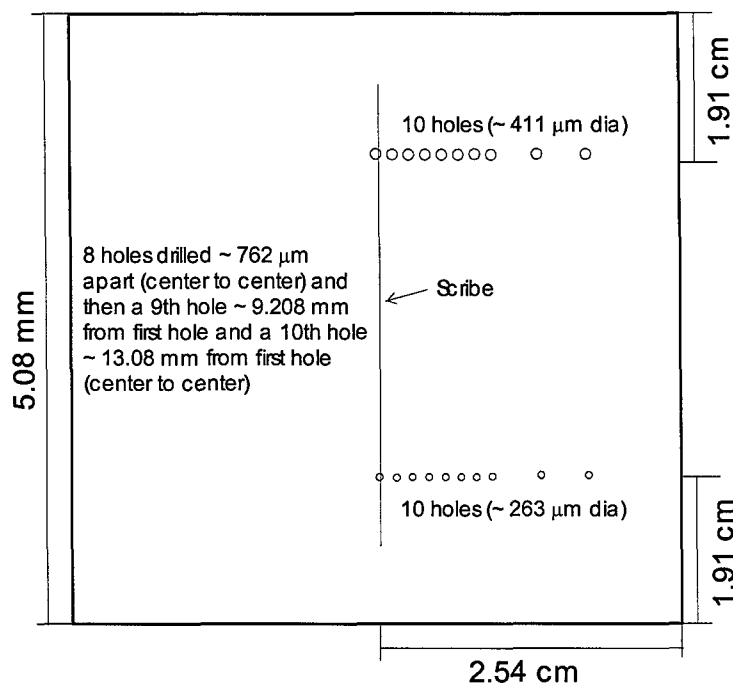 1.91 cm
10 holes (~ 411 μm dia)
8 holes drilled ~ 762 μm
apart (center to center) and
then a 9th hole ~ 9.208 mm
from first hole and a 10th hole
~ 13.08 mm from first hole
(center to center)
Scribe
5.08 mm
10 holes (~ 263 μm dia)
1.91 cm
2.54 cm